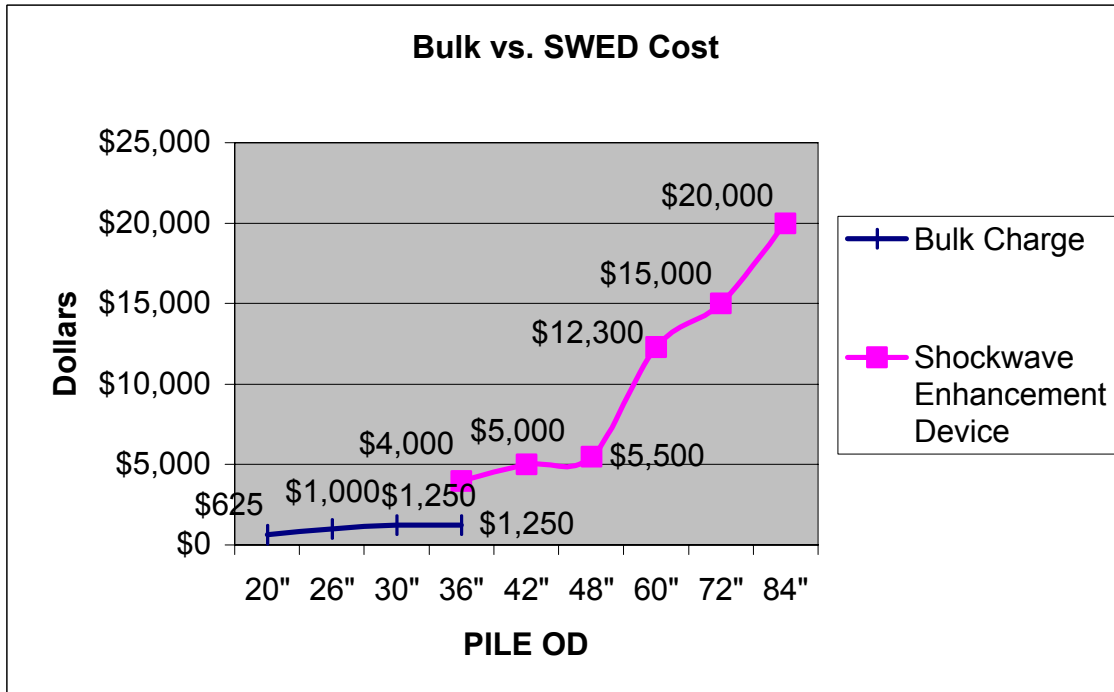 Bulk vs. SWED Cost
Dollars
$25,000
$20,000
$15,000
$10,000
$5,000
$0
$625
$1,000
$1,250
$1,250
$4,000
$5,000
$5,500
$12,300
$15,000
$20,000
20" 26" 30" 36" 42" 48" 60" 72" 84"
PILE OD
Bulk Charge
Shockwave
Enhancement
Device